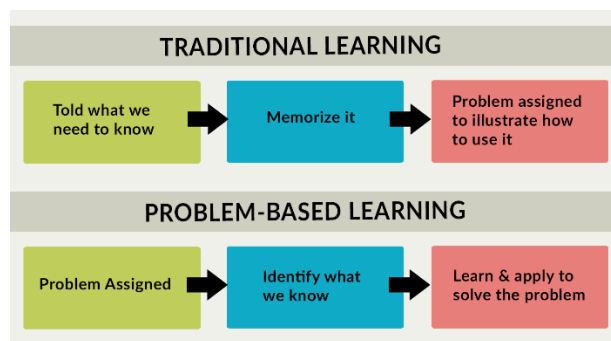 TRADITIONAL LEARNING
Told what we
need to know
Memorize it
Problem assigned
to illustrate how
to use it
PROBLEM-BASED LEARNING
Problem Assigned
Identify what
we know
Learn & apply to
solve the problem